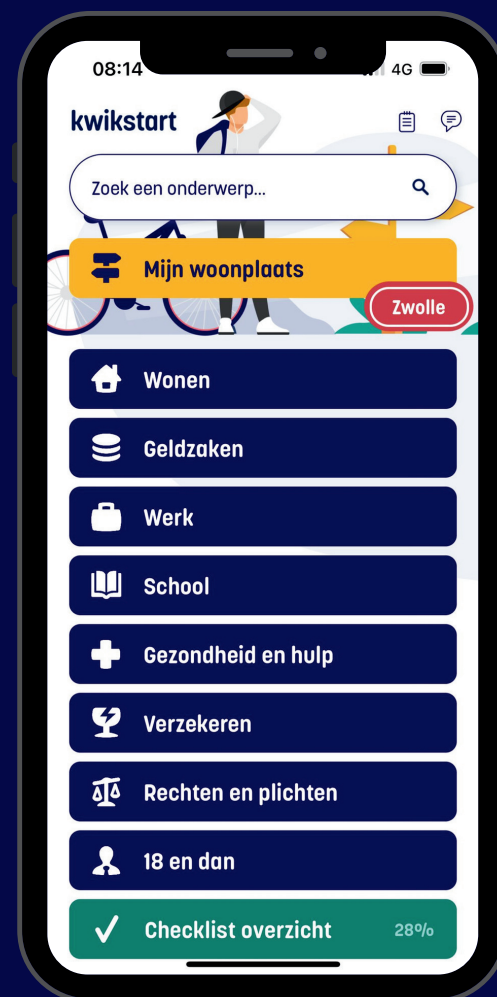 08:14
4G
kwikstart
Zoek een onderwerp...
Mijn woonplaats
Zwolle
Wonen
Geldzaken
Werk
School
Gezondheid en hulp
Verzekeren
Rechten en plichten
18 en dan
Checklist overzicht 28%